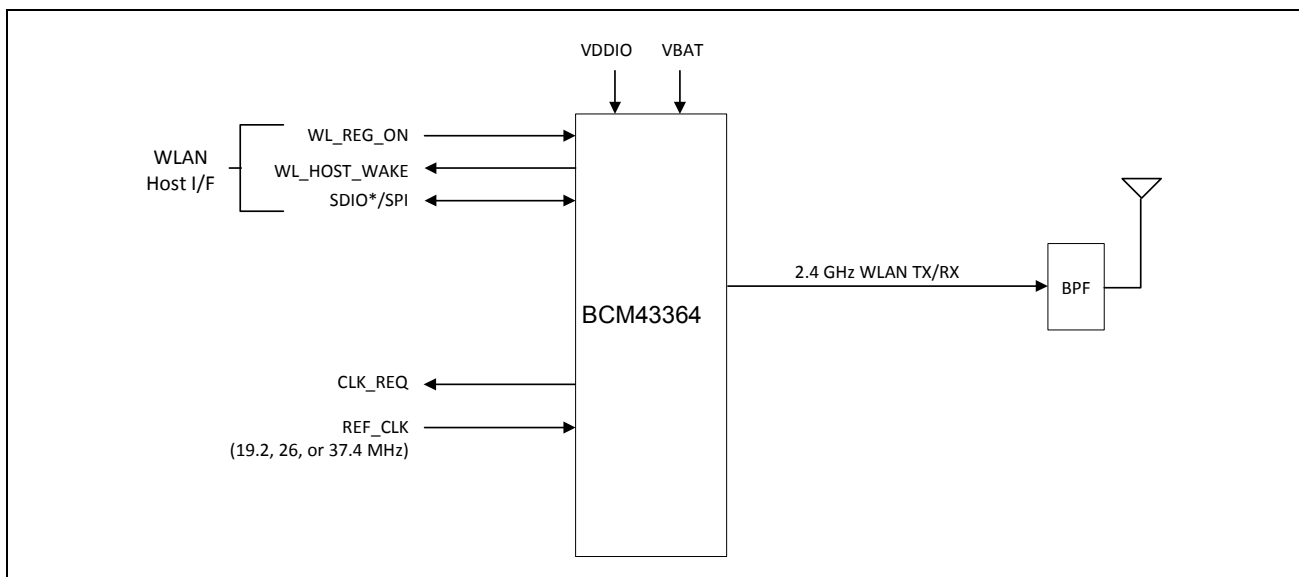 VDDIO VBAT
WL_REG_ON
WLAN
Host I/F
WL_HOST_WAKE
SDIO*/SPI
2.4 GHz WLAN TX/RX
BPF
BCM43364
CLK_REQ
REF_CLK
(19.2, 26, or 37.4 MHz)